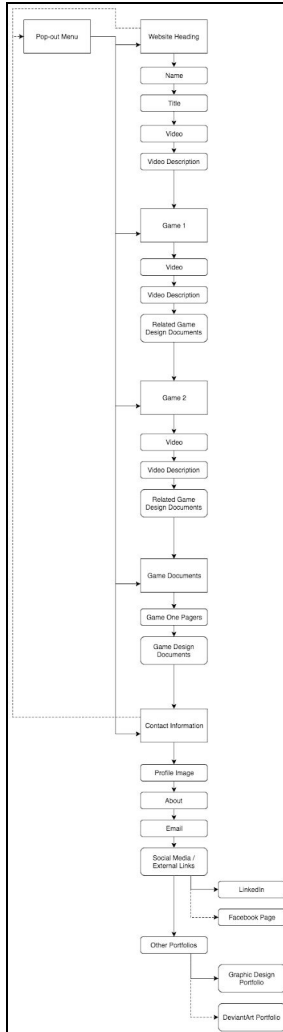 Pop-out Menu
Website Heading
Name
Title
Video
Video Description
Game 1
Video
Video Description
Related Game
Design Documents
Game 2
Video
Video Description
Related Game
Design Documents
Game Documents
Game One Pagers
Game Design
Documents
Contact Information
Profile Image
About
Email
Social Media /
External Links
LinkedIn
Facebook Page
Other Portfolios
Graphic Design
Portfolio
DeviantArt Portfolio